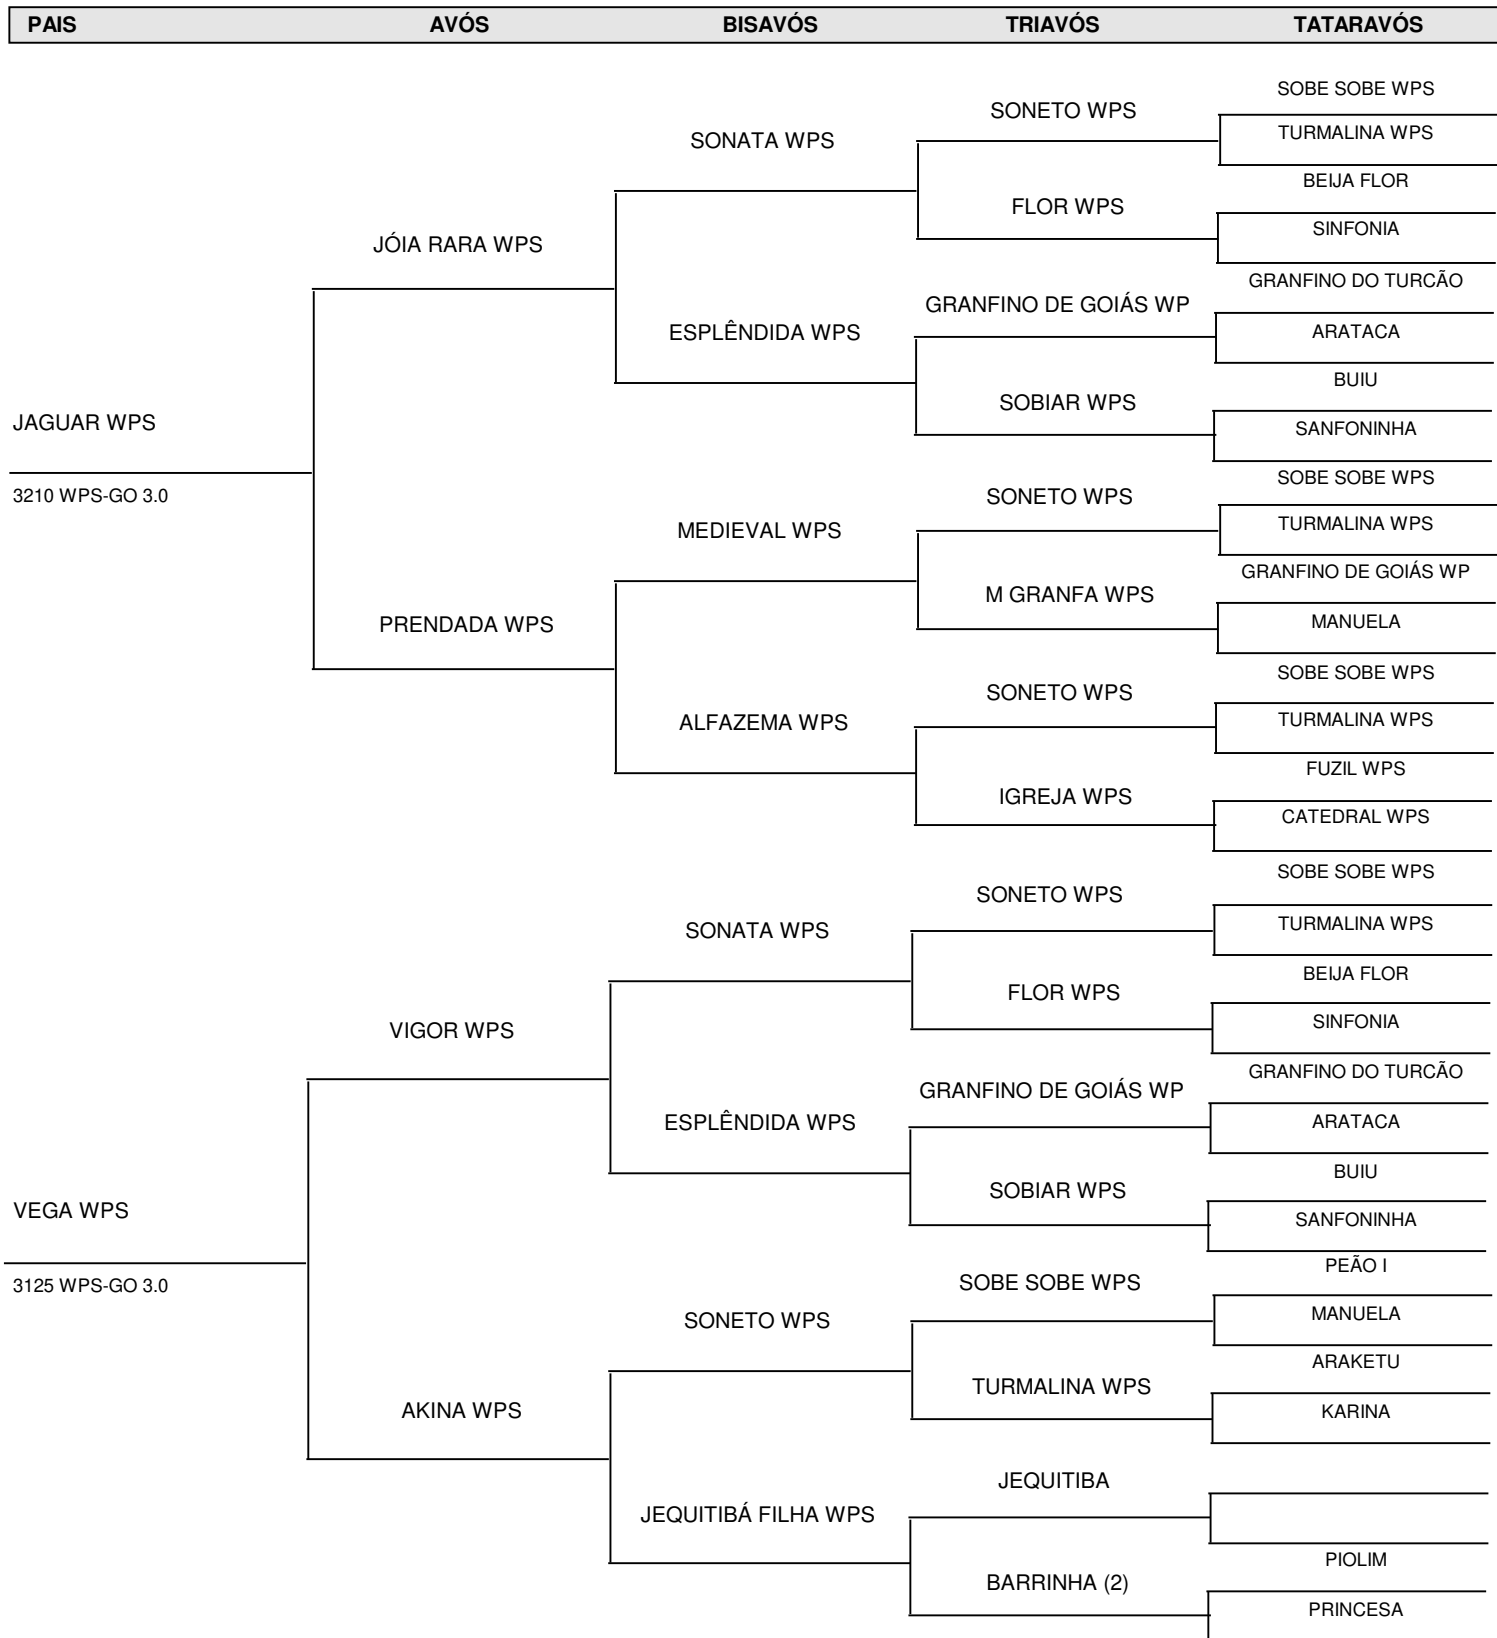 PAIS AVÓS BISAVÓS TRIAVÓS TATARAVÓS
SOBE SOBE WPS
SONETO WPS
TURMALINA WPS
SONATA WPS
BEIJA FLOR
FLOR WPS
SINFONIA
JÓIA RARA WPS
GRANFINO DO TURCÃO
GRANFINO DE GOIÁS WP
ARATACA
ESPLÊNDIDA WPS
BUIU
SOBIAR WPS
SANFONINHA
JAGUAR WPS
3210 WPS-GO 3.0
SOBE SOBE WPS
SONETO WPS
TURMALINA WPS
MEDIEVAL WPS
GRANFINO DE GOIÁS WP
M GRANFA WPS
MANUELA
PRENDADA WPS
SOBE SOBE WPS
SONETO WPS
TURMALINA WPS
ALFAZEMA WPS
FUZIL WPS
IGREJA WPS
CATEDRAL WPS
SOBE SOBE WPS
SONETO WPS
TURMALINA WPS
SONATA WPS
BEIJA FLOR
FLOR WPS
SINFONIA
VIGOR WPS
GRANFINO DO TURCÃO
GRANFINO DE GOIÁS WP
ARATACA
ESPLÊNDIDA WPS
BUIU
SOBIAR WPS
SANFONINHA
VEGA WPS
3125 WPS-GO 3.0
PEÃO I
SOBE SOBE WPS
MANUELA
SONETO WPS
ARAKETU
TURMALINA WPS
KARINA
AKINA WPS
JEQUITIBA
JEQUITIBÁ FILHA WPS
PIOLIM
BARRINHA (2)
PRINCESA